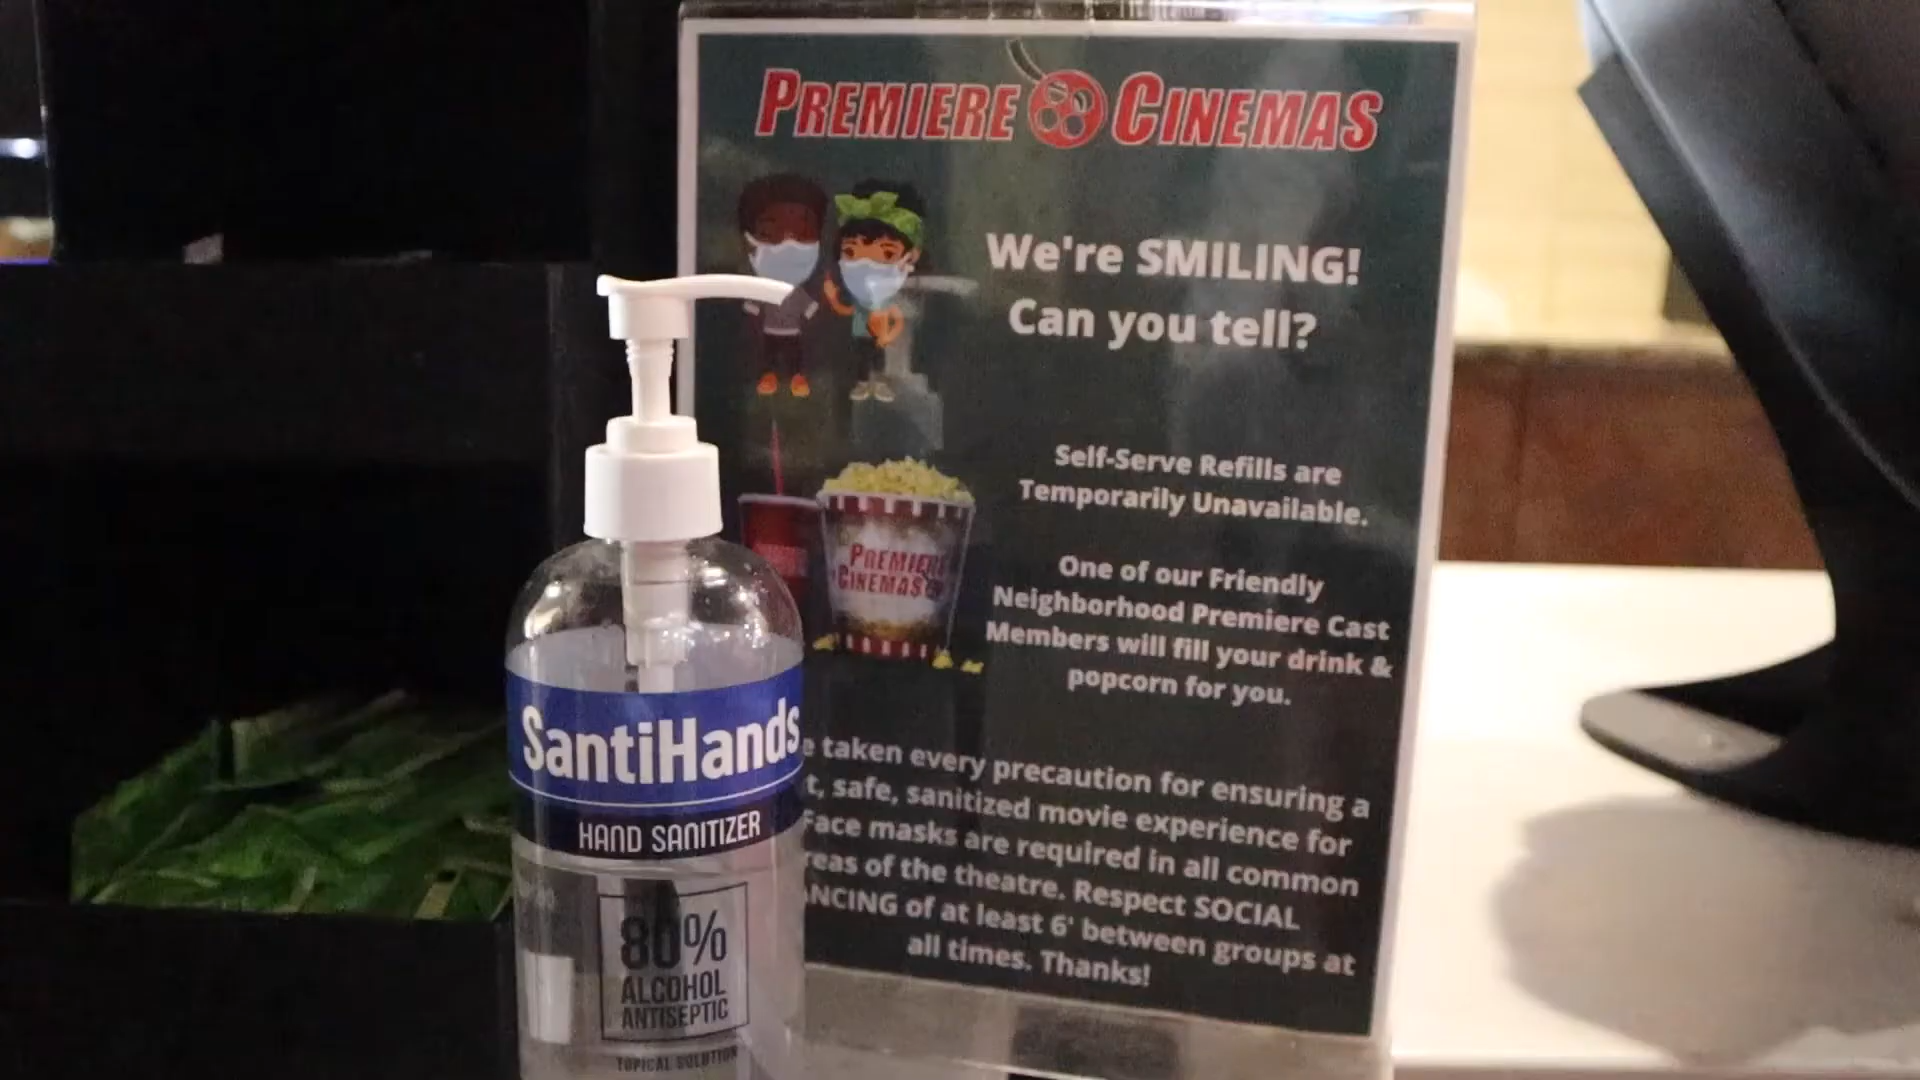 PREMIERE CINEMAS
We're SMILING!
Can you tell?
Self-Serve Refills are
Temporarily Unavailable.
One of our Friendly
Neighborhood Premiere Cast
Members will fill your drink &
popcorn for you.
PREMIERE
CINEMAS
taken every precaution for ensuring a
safe, sanitized movie experience for
Face masks are required in all common
of the theatre. Respect SOCIAL
of at least 6' between groups at
all times. Thanks!
SantiHands
HAND SANITIZER
80%
ALCOHOL
ANTISEPTIC
TOPICAL SOLUTION